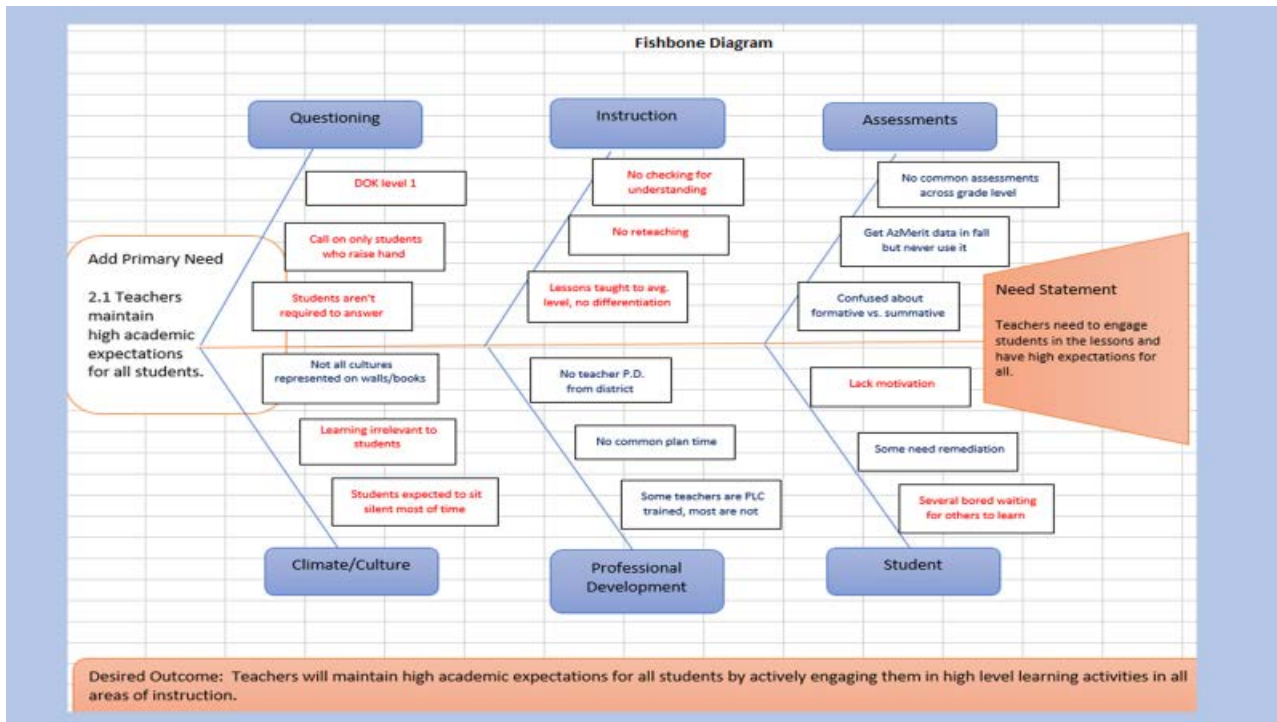 Fishbone Diagram
Questioning
Instruction
Assessments
DOK level 1
Call on only students
who raise hand
Students aren't
required to answer
No checking for
understanding
No reteaching
Lessons taught to avg.
level, no differentiation
No common assessments
across grade level
Get AzMerit data in fall
but never use it
Confused about
formative vs. summative
Add Primary Need
2.1 Teachers
maintain
high academic
expectations
for all students.
Need Statement
Teachers need to engage
students in the lessons and
have high expectations for
all.
Not all cultures
represented on walls/books
Learning irrelevant to
students
Students expected to sit
silent most of time
No teacher P.D.
from district
No common plan time
Some teachers are PLC
trained, most are not
Lack motivation
Some need remediation
Several bored waiting
for others to learn
Climate/Culture
Professional
Development
Student
Desired Outcome: Teachers will maintain high academic expectations for all students by actively engaging them in high level learning activities in all
areas of instruction.